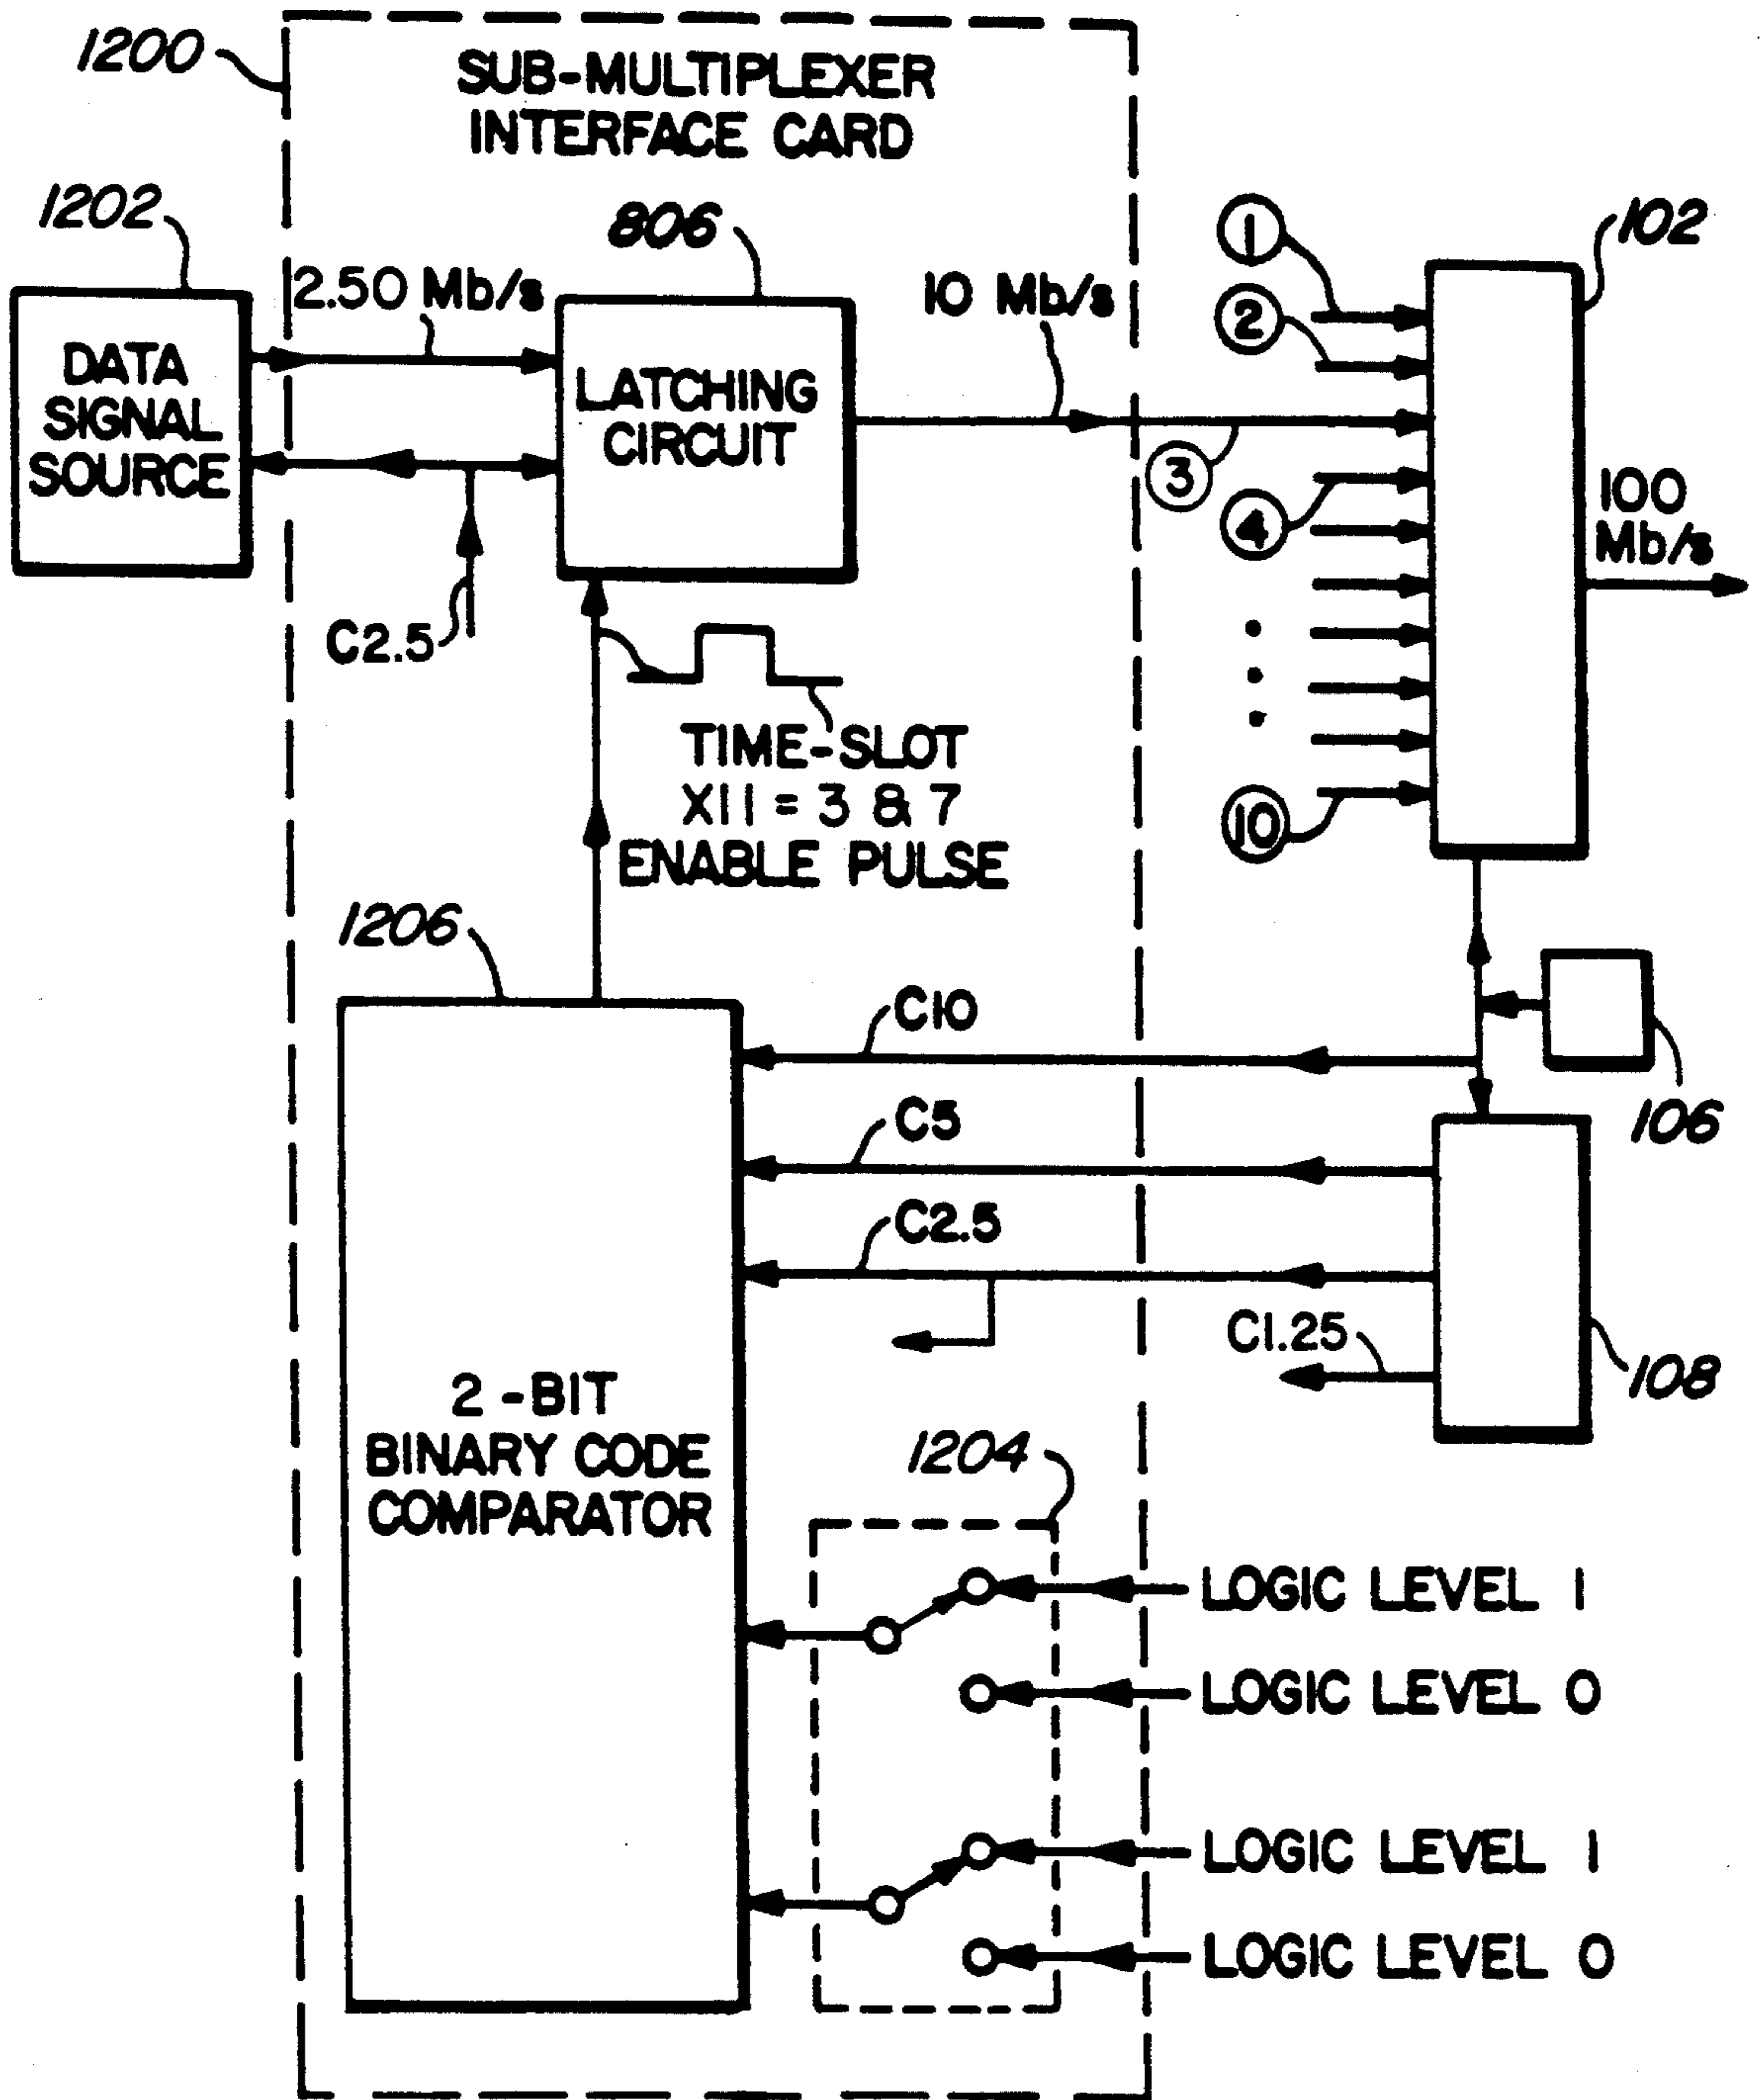 1200
SUB-MULTIPLEXER
INTERFACE CARD
1202
806
102
2.50 Mb/s
10 Mb/s
1
2
DATA
SIGNAL
SOURCE
LATCHING
CIRCUIT
3
4
100
Mb/s
C2.5
TIME-SLOT
X11 = 3 & 7
ENABLE PULSE
10
1206
C10
106
C5
C2.5
C1.25
108
2-BIT
BINARY CODE
COMPARATOR
1204
LOGIC LEVEL 1
LOGIC LEVEL 0
LOGIC LEVEL 1
LOGIC LEVEL 0